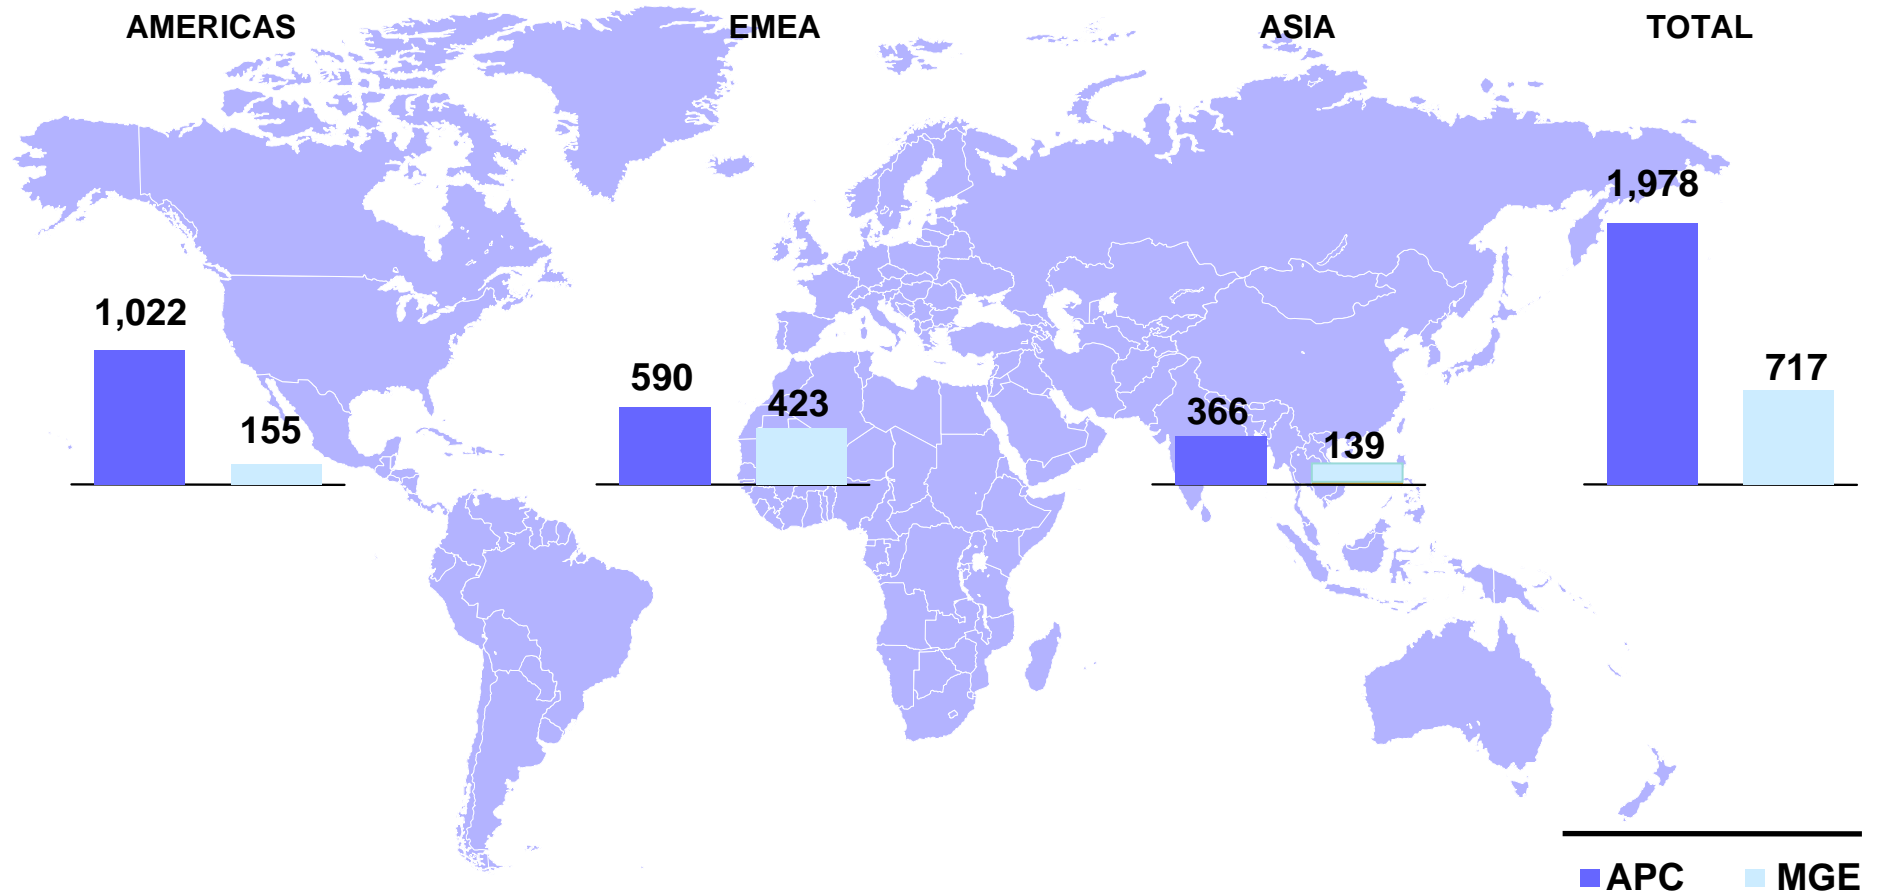 AMERICAS
EMEA
ASIA
TOTAL
1,022
155
590
423
366
139
1,978
717
APC
MGE